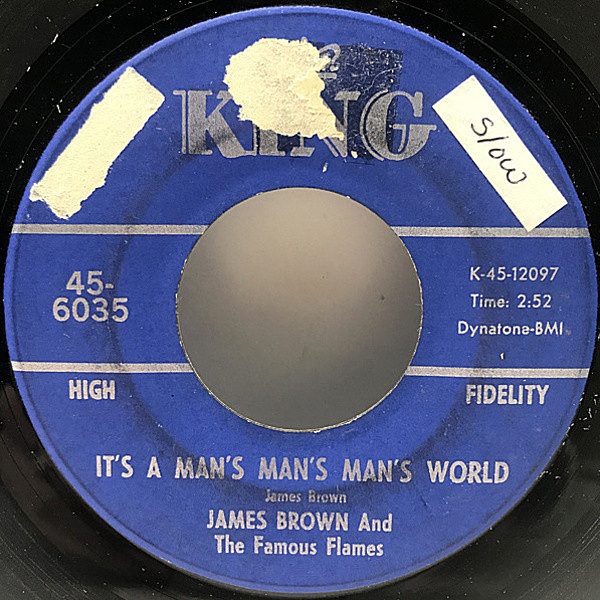 KING
Slow
45-
6035
K-45-12097
Time: 2:52
Dynatone-BMI
HIGH
FIDELITY
IT'S A MAN'S MAN'S MAN'S WORLD
James Brown
JAMES BROWN And
The Famous Flames